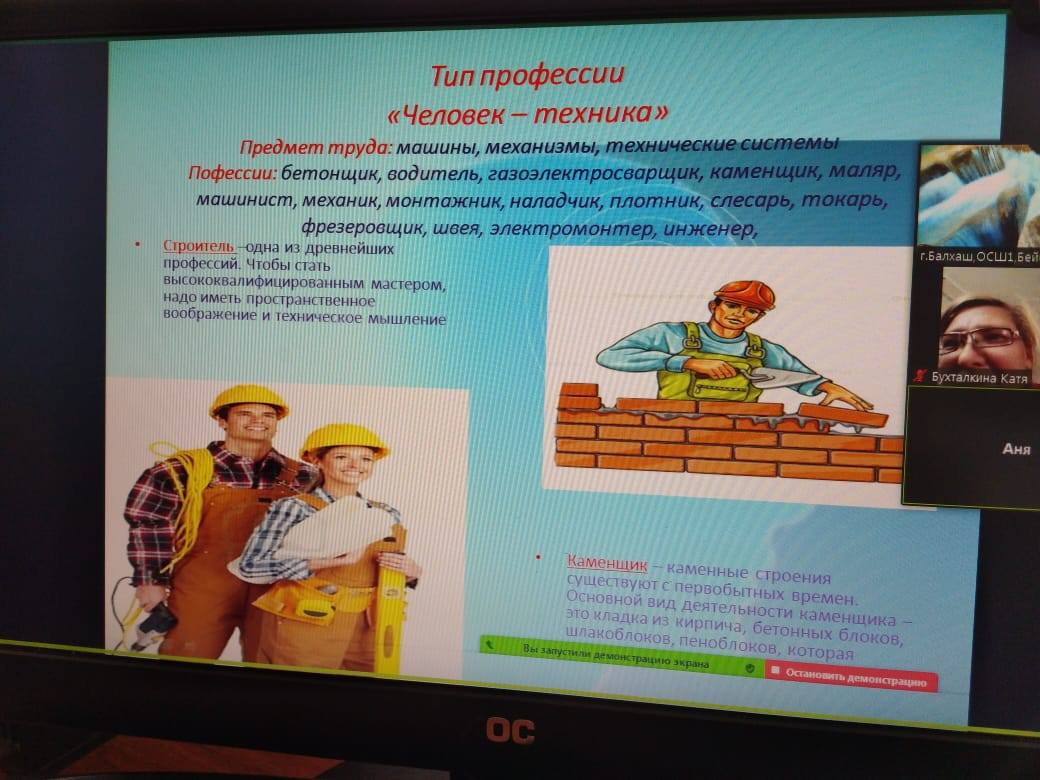 Тип профессии
«Человек – техника»
Предмет труда: машины, механизмы, технические системы
Пофессии: бетонщик, водитель, газоэлектросварщик, каменщик, маляр,
машинист, механик, монтажник, наладчик, плотник, слесарь, токарь,
фрезеровщик, швея, электромонтер, инженер,
• Строитель –одна из древнейших
профессий. Чтобы стать
высококвалифицированным мастером,
надо иметь пространственное
воображение и техническое мышление
• Каменщик – каменные строения
существуют с первобытных времен.
Основной вид деятельности каменщика –
это кладка из кирпича, бетонных блоков,
шлакоблоков, пеноблоков, которая
Вы запустили демонстрацию экрана
Остановить демонстрацию
г.Балхаш,ОСШ1,Бей
Бухталкина Катя
Аня
OC